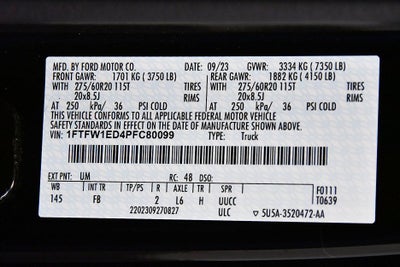 MFD. BY FORD MOTOR CO. 09/23 GVWR: 3334 KG ( 7350 LB)
FRONT GAWR: 1701 KG ( 3750 LB) REAR GAWR: 1882 KG ( 4150 LB)
WITH 275/60R20 115T TIRES WITH 275/60R20 115T TIRES
20x8.5J RIMS 20x8.5J RIMS
AT 250 kPa/ 36 PSI COLD AT 250 kPa/ 36 PSI COLD
THIS VEHICLE CONFORMS TO ALL APPLICABLE
FEDERAL MOTOR VEHICLE SAFETY
STANDARDS IN EFFECT ON THE DATE OF MANUFACTURE SHOWN ABOVE.
VIN: 1FTFW1ED4PFC80099 TYPE: Truck
EXT PNT: UM RC: 48 DSO: F0111
WB INT TR TP/PS R AXLE TR SPR T0639
145 FB 2 L6 H UUCC
2202309270827 ULC 5U5A-3520472-AA